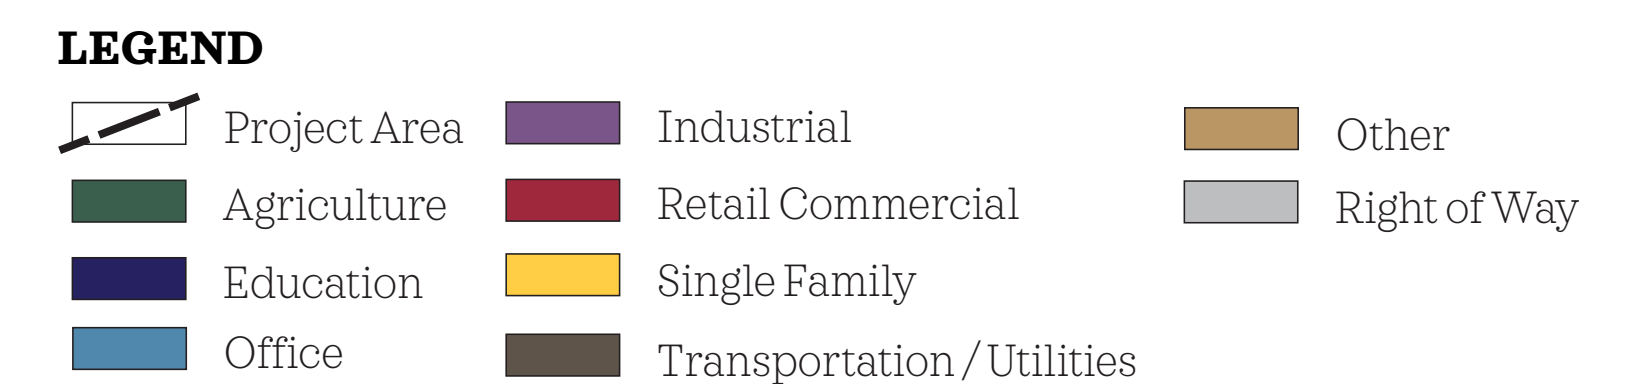 LEGEND
Project Area
Agriculture
Education
Office
Industrial
Retail Commercial
Single Family
Transportation / Utilities
Other
Right of Way